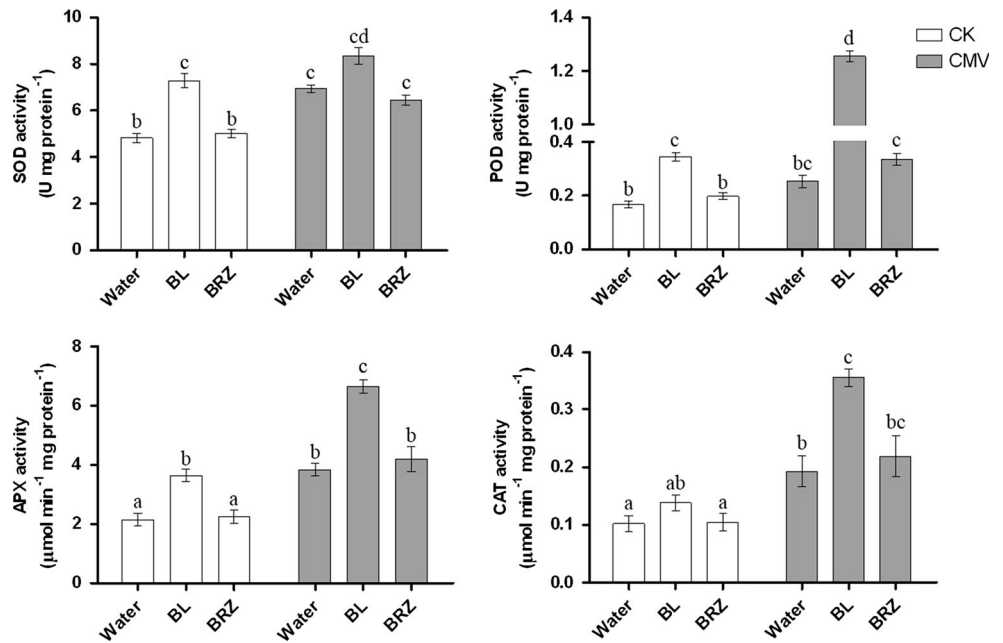 SOD activity
(U mg protein⁻¹)
10
8
6
4
2
0
b
c
b
c
cd
c
Water
BL
BRZ
Water
BL
BRZ
POD activity
(U mg protein⁻¹)
1.4
1.2
1.0
0.4
0.2
0.0
b
c
b
bc
d
c
Water
BL
BRZ
Water
BL
BRZ
CK
CMV
APX activity
(μmol min⁻¹ mg protein⁻¹)
8
6
4
2
0
a
b
a
b
c
b
Water
BL
BRZ
Water
BL
BRZ
CAT activity
(μmol min⁻¹ mg protein⁻¹)
0.4
0.3
0.2
0.1
0.0
a
ab
a
b
c
bc
Water
BL
BRZ
Water
BL
BRZ